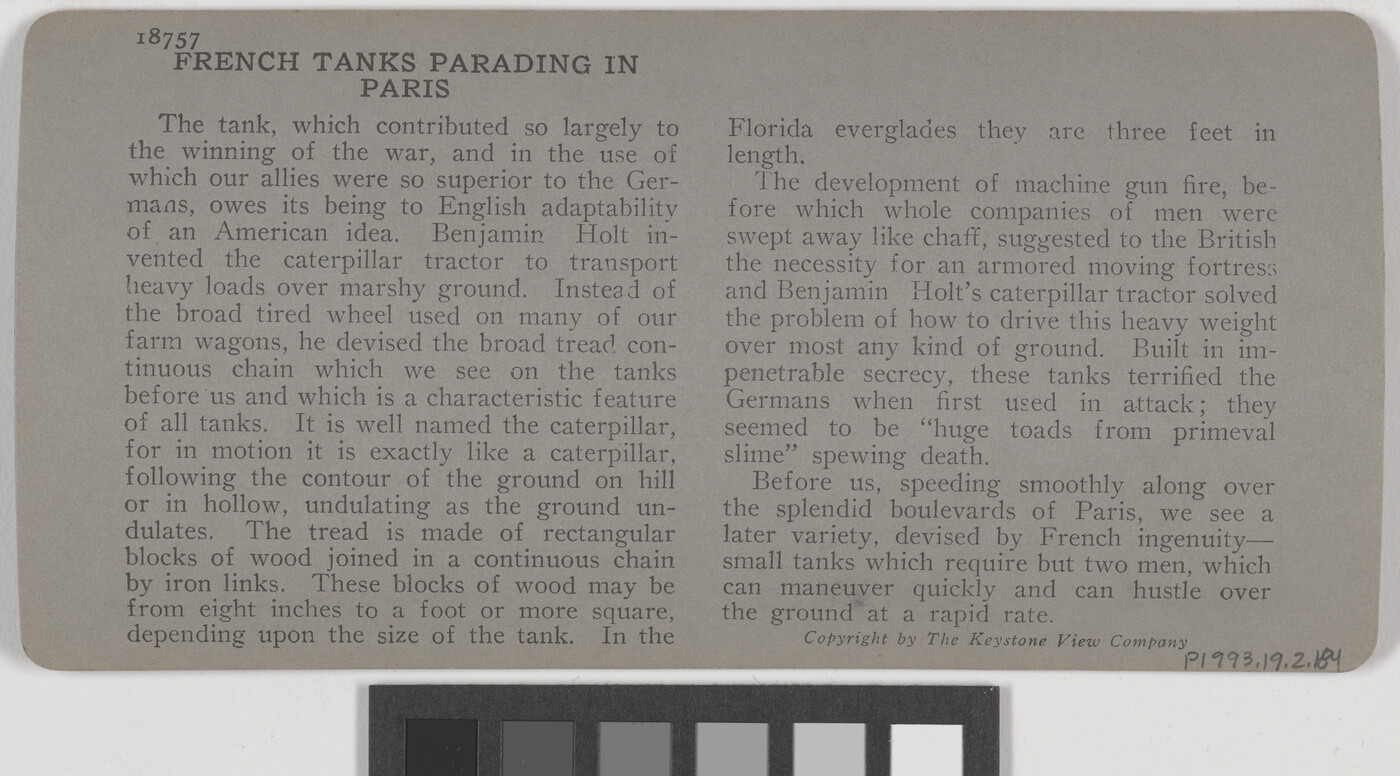 18757
FRENCH TANKS PARADING IN
PARIS
The tank, which contributed so largely to
the winning of the war, and in the use of
which our allies were so superior to the Ger-
mans, owes its being to English adaptability
of an American idea. Benjamin Holt in-
vented the caterpillar tractor to transport
heavy loads over marshy ground. Instead of
the broad tired wheel used on many of our
farm wagons, he devised the broad tread con-
tinuous chain which we see on the tanks
before us and which is a characteristic feature
of all tanks. It is well named the caterpillar,
for in motion it is exactly like a caterpillar,
following the contour of the ground on hill
or in hollow, undulating as the ground un-
dulates. The tread is made of rectangular
blocks of wood joined in a continuous chain
by iron links. These blocks of wood may be
from eight inches to a foot or more square,
depending upon the size of the tank. In the
Florida everglades they are three feet in
length.
The development of machine gun fire, be-
fore which whole companies of men were
swept away like chaff, suggested to the British
the necessity for an armored moving fortress
and Benjamin Holt's caterpillar tractor solved
the problem of how to drive this heavy weight
over most any kind of ground. Built in im-
penetrable secrecy, these tanks terrified the
Germans when first used in attack; they
seemed to be "huge toads from primeval
slime" spewing death.
Before us, speeding smoothly along over
the splendid boulevards of Paris, we see a
later variety, devised by French ingenuity—
small tanks which require but two men, which
can maneuver quickly and can hustle over
the ground at a rapid rate.
Copyright by The Keystone View Company
P1993.19.2.184